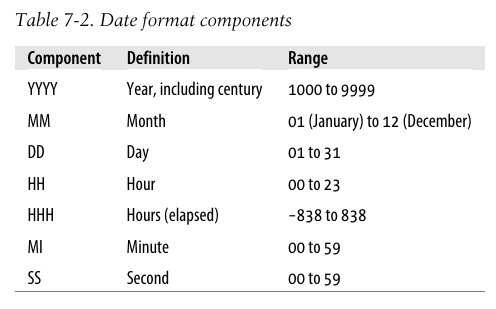 Table 7-2. Date format components
Component Definition Range
YYYY Year, including century 1000 to 9999
MM Month 01 (January) to 12 (December)
DD Day 01 to 31
HH Hour 00 to 23
HHH Hours (elapsed) −838 to 838
MI Minute 00 to 59
SS Second 00 to 59